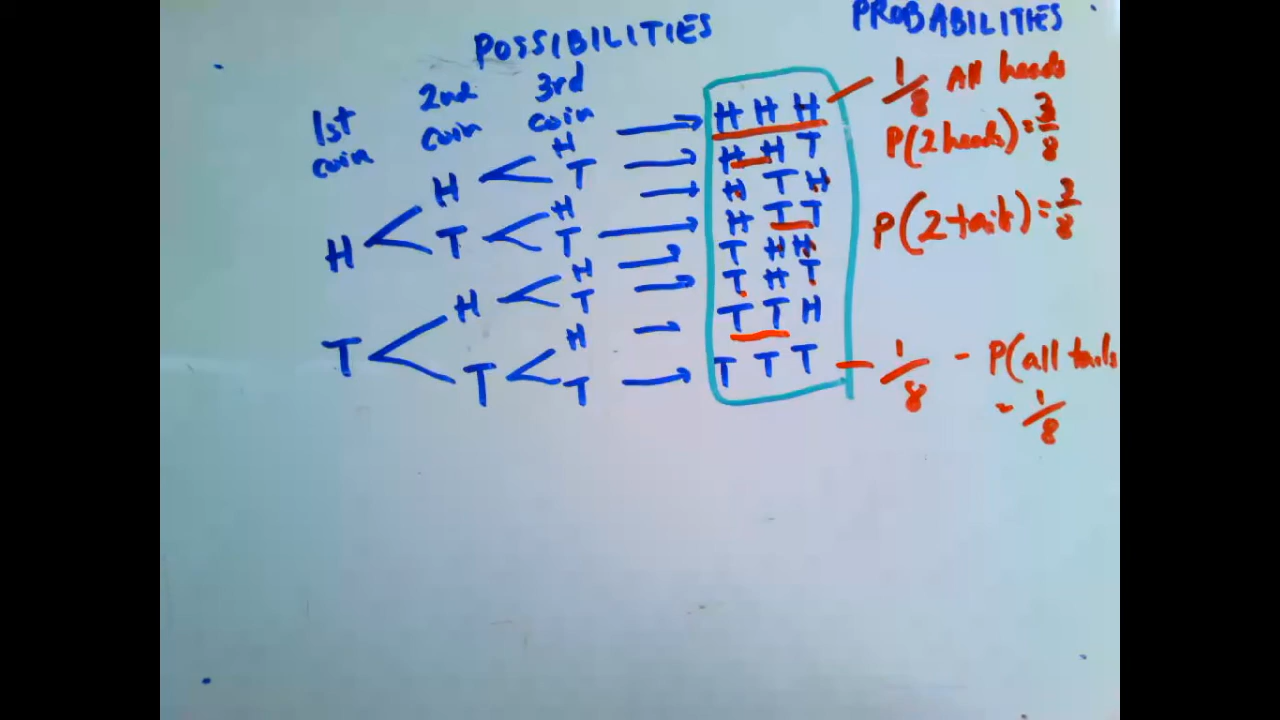 POSSIBILITIES
PROBABILITIES
1st coin
2nd coin
3rd coin
H
T
H
T
H
T
H
T
H
T
H
T
H
T
H H H
H H T
H T H
H T T
T H H
T H T
T T H
T T T
1/8 All heads
P(2 heads) = 3/8
P(2 tails) = 3/8
1/8 - P(all tails
= 1/8